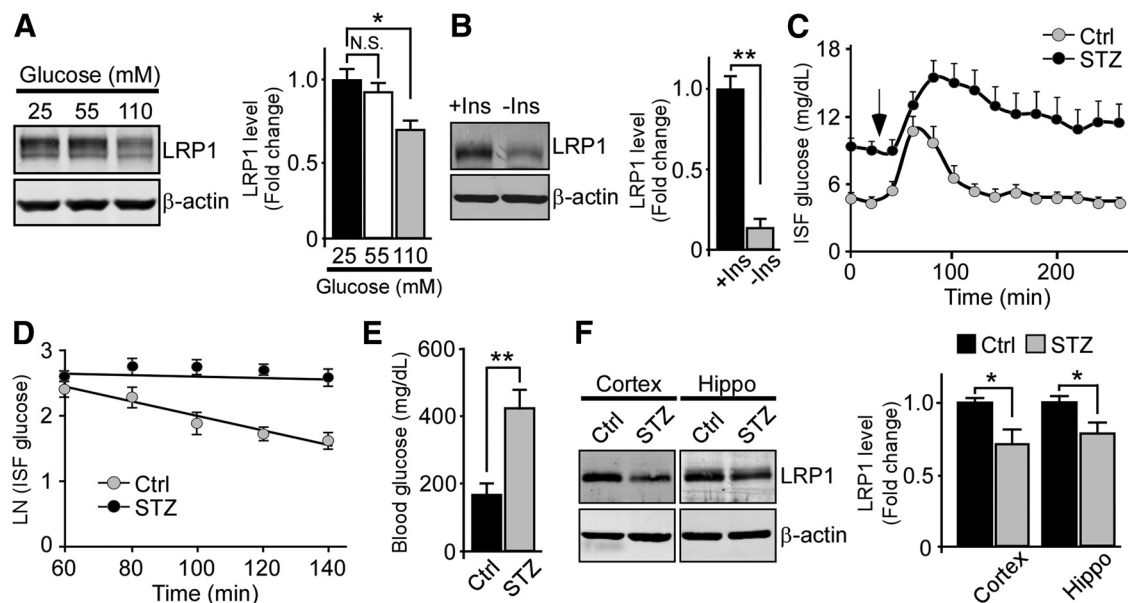 A
Glucose (mM)
25 55 110
LRP1
β-actin
LRP1 level
(Fold change)
1.0
0.5
0
N.S.
*
25 55 110
Glucose (mM)
B
+Ins -Ins
LRP1
β-actin
LRP1 level
(Fold change)
1.0
0.5
0
**
+Ins
-Ins
C
Ctrl
STZ
ISF glucose (mg/dL)
18
12
6
0
0 100 200
Time (min)
D
LN (ISF glucose)
3
2
1
0
Ctrl
STZ
60 80 100 120 140
Time (min)
E
Blood glucose (mg/dL)
600
400
200
0
**
Ctrl
STZ
F
Cortex Hippo
Ctrl STZ Ctrl STZ
LRP1
β-actin
Ctrl STZ
LRP1 level
(Fold change)
1.0
0.5
0
* *
Cortex
Hippo